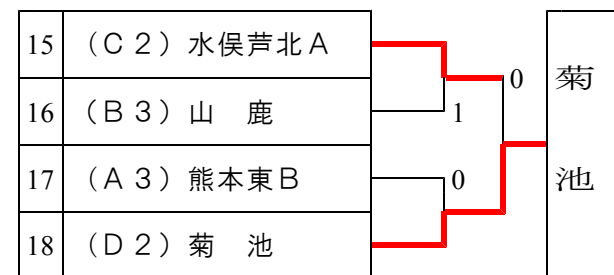 15 （C２）水俣芦北A
16 （B３）山　鹿
17 （A３）熊本東B
18 （D２）菊　池
0
1
0
菊池